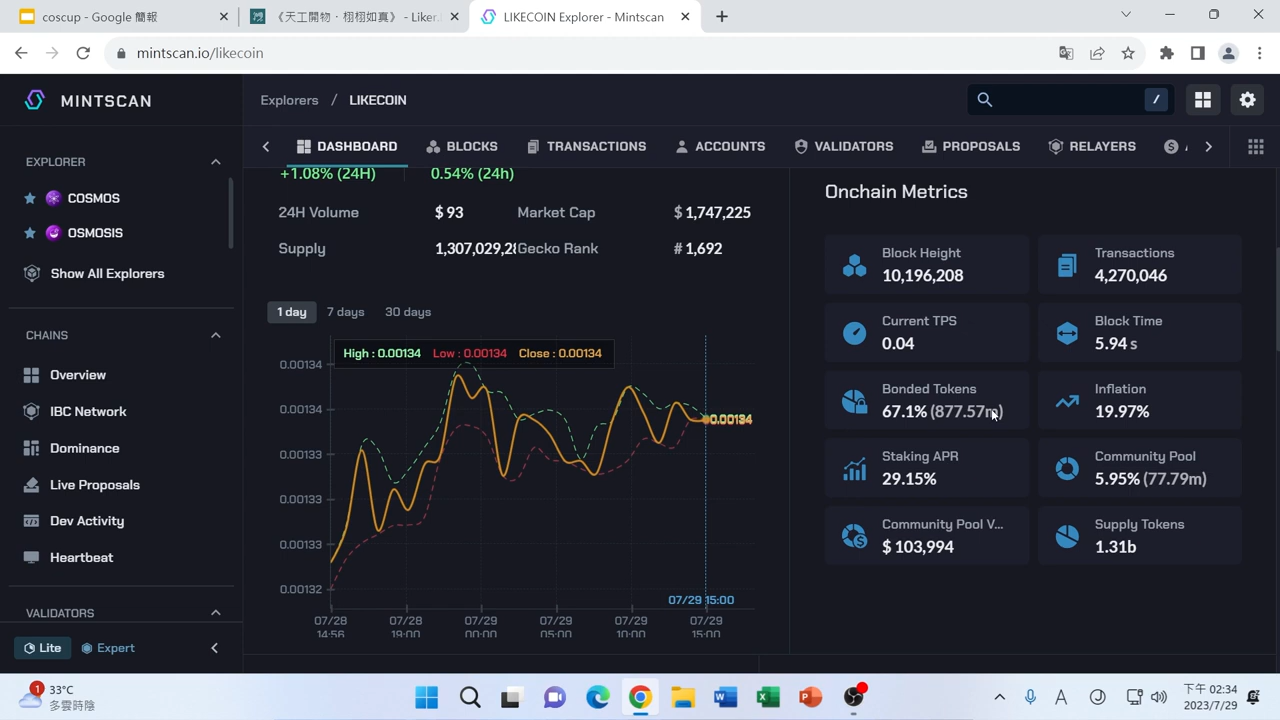 coscup - Google 簡報
《天工開物 · 栩栩如真》 - Liker.l
LIKECOIN Explorer - Mintscan
mintscan.io/likecoin
MINTSCAN
Explorers / LIKECOIN
/
EXPLORER
COSMOS
OSMOSIS
Show All Explorers
CHAINS
Overview
IBC Network
Dominance
Live Proposals
Dev Activity
Heartbeat
VALIDATORS
Lite
Expert
DASHBOARD
BLOCKS
TRANSACTIONS
ACCOUNTS
VALIDATORS
PROPOSALS
RELAYERS
+1.08% (24H)
0.54% (24h)
24H Volume
$ 93
Market Cap
$ 1,747,225
Supply
1,307,029,2
Gecko Rank
# 1,692
1 day
7 days
30 days
High : 0.00134 Low : 0.00134 Close : 0.00134
0.00134
0.00134
0.00133
0.00133
0.00133
0.00132
0.00134
07/29 15:00
07/28 14:56
07/28 19:00
07/29 00:00
07/29 05:00
07/29 10:00
07/29 15:00
Onchain Metrics
Block Height
10,196,208
Transactions
4,270,046
Current TPS
0.04
Block Time
5.94 s
Bonded Tokens
67.1% (877.57m)
Inflation
19.97%
Staking APR
29.15%
Community Pool
5.95% (77.79m)
Community Pool V...
$ 103,994
Supply Tokens
1.31b
1
33°C
多雲時陰
下午 02:34
2023/7/29